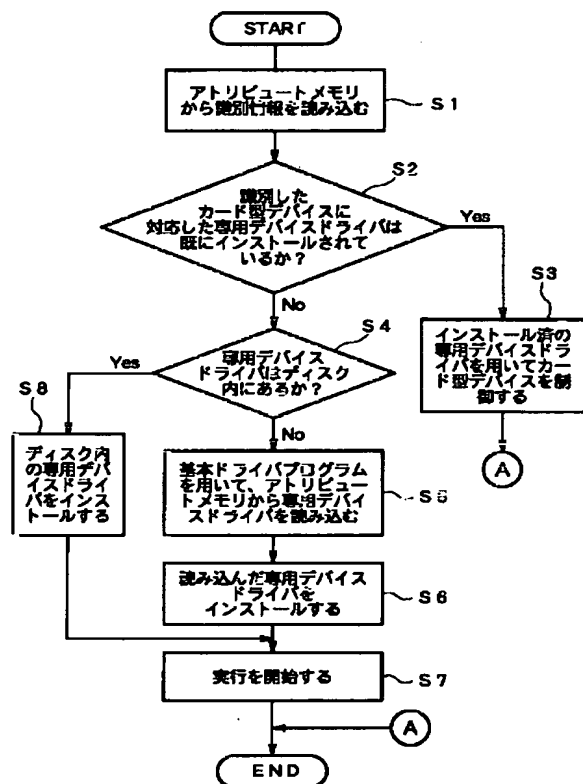 START
アトリビュートメモリ
から識別情報を読み込む
S1
識別した
カード型デバイスに
対応した専用デバイスドライバは
既にインストールされて
いるか?
S2
Yes
No
S3
インストール済の
専用デバイスドラ
イバを用いてカー
ド型デバイスを制
御する
A
S4
専用デバイス
ドライバはディスク
内にあるか?
Yes
No
S8
ディスク内
の専用デバ
イスドライ
バをインス
トールする
基本ドライバプログラム
を用いて、アトリビュー
トメモリから専用デバイ
スドライバを読み込む
S5
読み込んだ専用デバイス
ドライバを
インストールする
S6
実行を開始する
S7
A
END